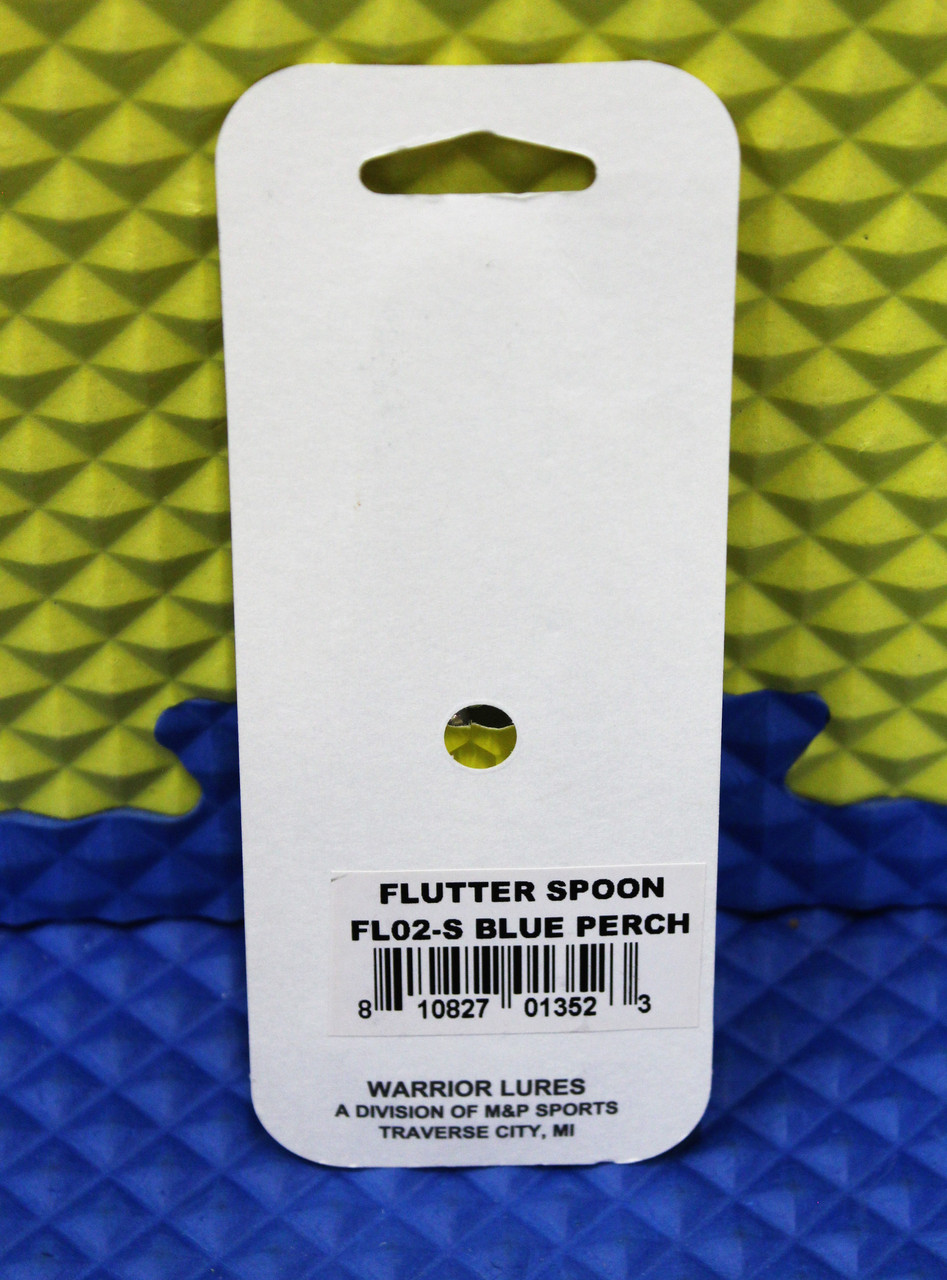 FLUTTER SPOON
FL02-S BLUE PERCH
8 10827 01352 3
WARRIOR LURES
A DIVISION OF M&P SPORTS
TRAVERSE CITY, MI